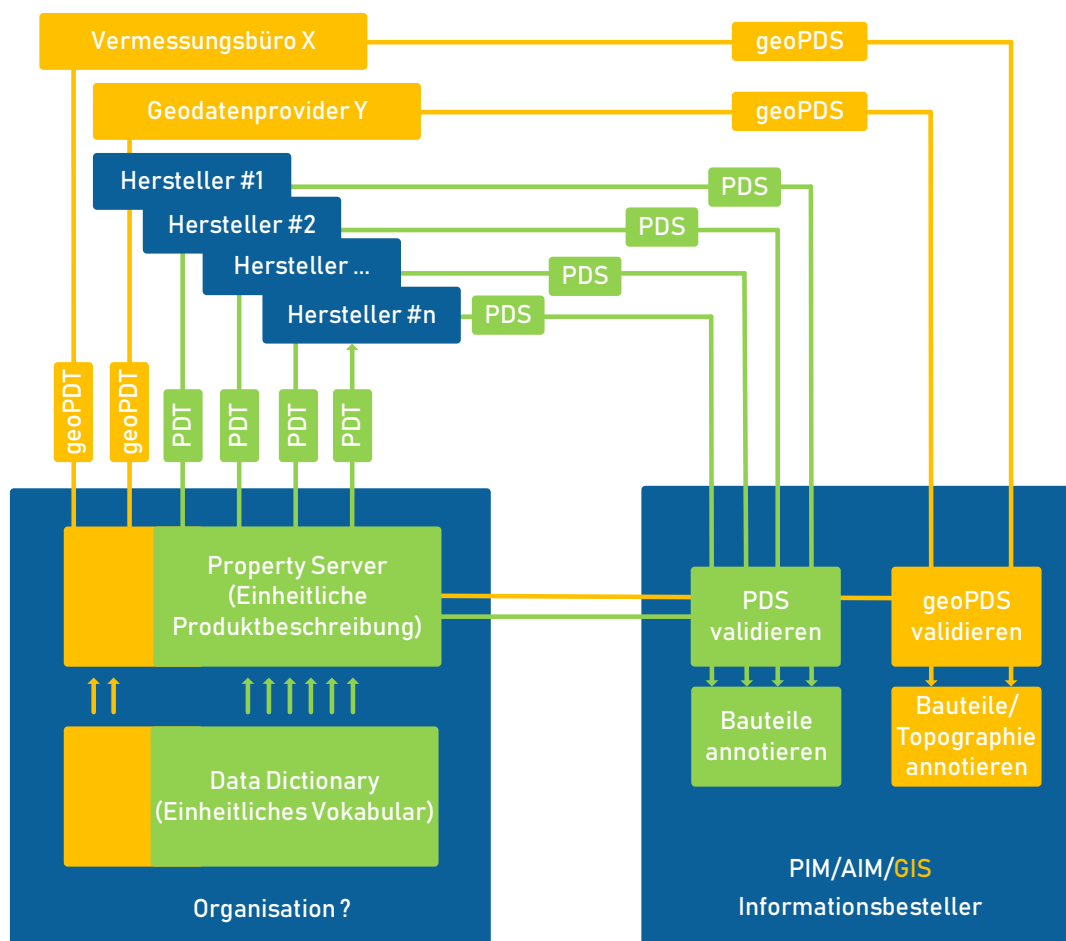 Vermessungsbüro X
geoPDS
Geodatenprovider Y
geoPDS
Hersteller #1
PDS
Hersteller #2
PDS
Hersteller ...
PDS
Hersteller #n
PDS
geoPDT
geoPDT
PDT
PDT
PDT
PDT
Property Server
(Einheitliche
Produktbeschreibung)
PDS
validieren
geoPDS
validieren
Bauteile
annotieren
Bauteile/
Topographie
annotieren
Data Dictionary
(Einheitliches Vokabular)
Organisation ?
PIM/AIM/GIS
Informationsbesteller